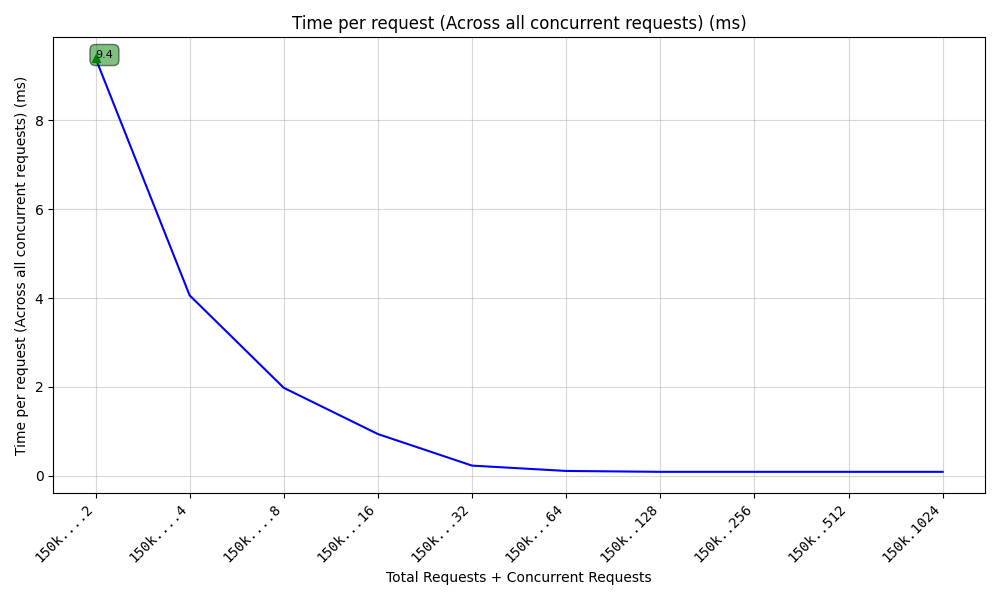 Time per request (Across all concurrent requests) (ms)
9.4
Time per request (Across all concurrent requests) (ms)
8
6
4
2
0
150k....2
150k....4
150k....8
150k...16
150k...32
150k...64
150k..128
150k..256
150k..512
150k.1024
Total Requests + Concurrent Requests